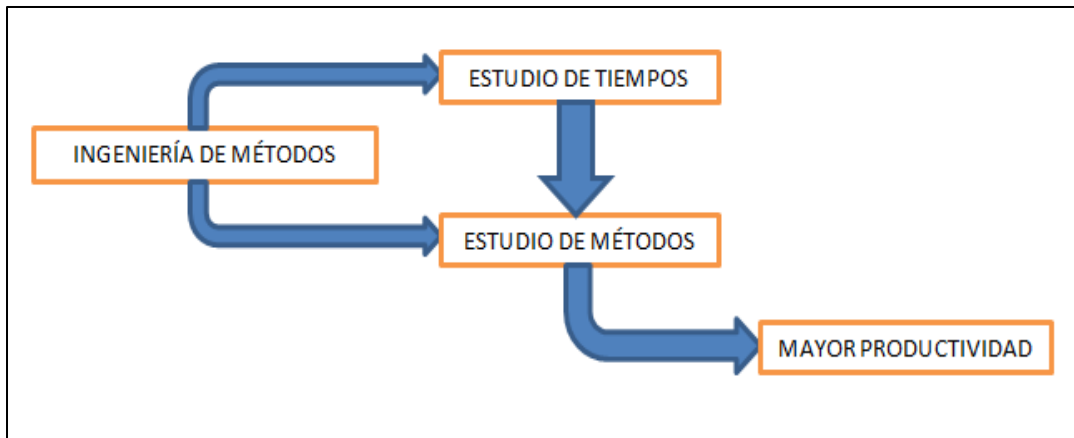 ESTUDIO DE TIEMPOS
INGENIERÍA DE MÉTODOS
ESTUDIO DE MÉTODOS
MAYOR PRODUCTIVIDAD